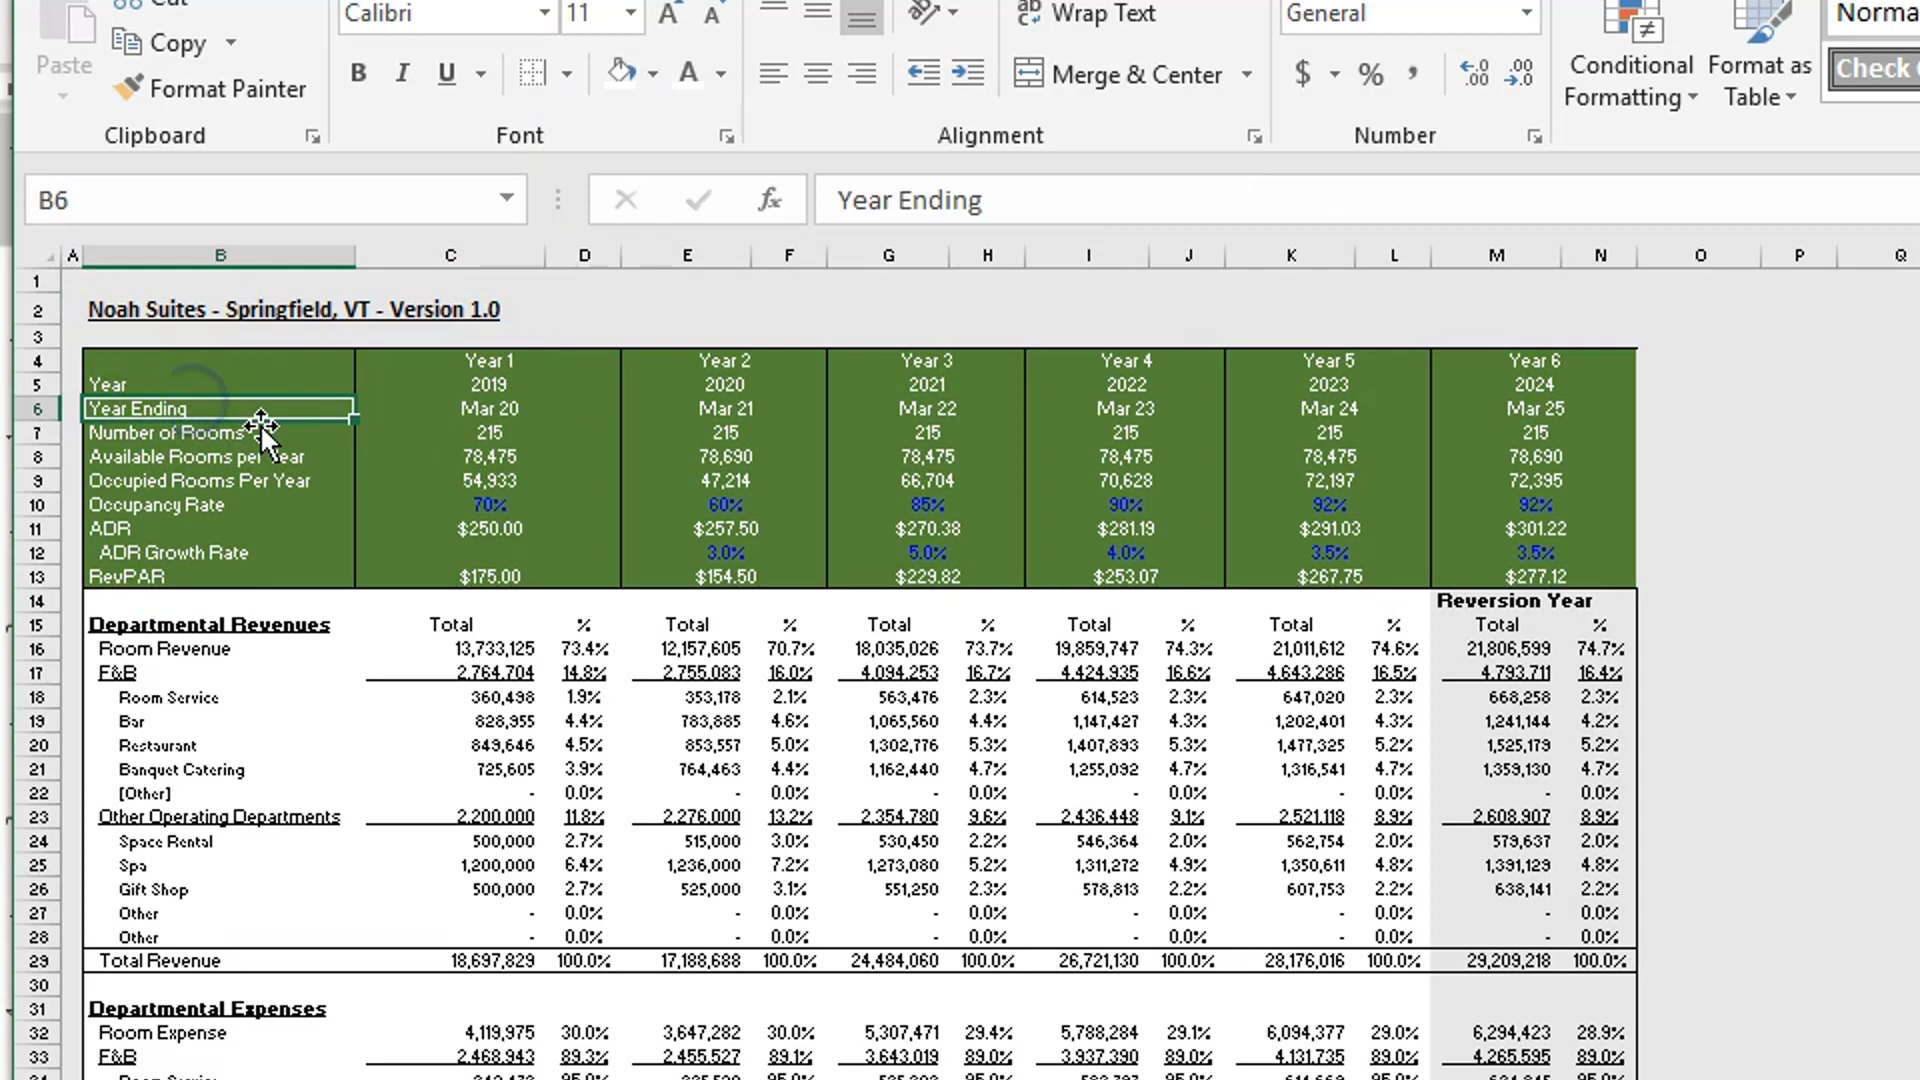 Cut
Calibri 11 A A ab Wrap Text General Norma
Copy
Paste
Format Painter
B I U A Merge & Center $ % , .00 .00 Conditional Format as Check
Formatting Table
Clipboard Font Alignment Number
B6 fx Year Ending
A B C D E F G H I J K L M N O P Q
1
2 Noah Suites - Springfield, VT - Version 1.0
3
4 Year 1 Year 2 Year 3 Year 4 Year 5 Year 6
5 Year 2019 2020 2021 2022 2023 2024
6 Year Ending Mar 20 Mar 21 Mar 22 Mar 23 Mar 24 Mar 25
7 Number of Rooms 215 215 215 215 215 215
8 Available Rooms per Year 78,475 78,690 78,475 78,475 78,475 78,690
9 Occupied Rooms Per Year 54,933 47,214 66,704 70,628 72,197 72,395
10 Occupancy Rate 70% 60% 85% 90% 92% 92%
11 ADR $250.00 $257.50 $270.38 $281.19 $291.03 $301.22
12 ADR Growth Rate 3.0% 5.0% 4.0% 3.5% 3.5%
13 RevPAR $175.00 $154.50 $229.82 $253.07 $267.75 $277.12
14 Reversion Year
15 Departmental Revenues Total % Total % Total % Total % Total % Total %
16 Room Revenue 13,733,125 73.4% 12,157,605 70.7% 18,035,026 73.7% 19,859,747 74.3% 21,011,612 74.6% 21,806,599 74.7%
17 F&B 2,764,704 14.8% 2,755,083 16.0% 4,094,253 16.7% 4,424,935 16.6% 4,643,286 16.5% 4,793,711 16.4%
18 Room Service 360,498 1.9% 353,178 2.1% 563,476 2.3% 614,523 2.3% 647,020 2.3% 668,258 2.3%
19 Bar 828,955 4.4% 783,885 4.6% 1,065,560 4.4% 1,147,427 4.3% 1,202,401 4.3% 1,241,144 4.2%
20 Restaurant 849,646 4.5% 853,557 5.0% 1,302,776 5.3% 1,407,893 5.3% 1,477,325 5.2% 1,525,179 5.2%
21 Banquet Catering 725,605 3.9% 764,463 4.4% 1,162,440 4.7% 1,255,092 4.7% 1,316,541 4.7% 1,359,130 4.7%
22 [Other] - 0.0% - 0.0% - 0.0% - 0.0% - 0.0% - 0.0%
23 Other Operating Departments 2,200,000 11.8% 2,276,000 13.2% 2,354,780 9.6% 2,436,448 9.1% 2,521,118 8.9% 2,608,907 8.9%
24 Space Rental 500,000 2.7% 515,000 3.0% 530,450 2.2% 546,364 2.0% 562,754 2.0% 579,637 2.0%
25 Spa 1,200,000 6.4% 1,236,000 7.2% 1,273,080 5.2% 1,311,272 4.9% 1,350,611 4.8% 1,391,129 4.8%
26 Gift Shop 500,000 2.7% 525,000 3.1% 551,250 2.3% 578,813 2.2% 607,753 2.2% 638,141 2.2%
27 Other - 0.0% - 0.0% - 0.0% - 0.0% - 0.0% - 0.0%
28 Other - 0.0% - 0.0% - 0.0% - 0.0% - 0.0% - 0.0%
29 Total Revenue 18,697,829 100.0% 17,188,688 100.0% 24,484,060 100.0% 26,721,130 100.0% 28,176,016 100.0% 29,209,218 100.0%
30
31 Departmental Expenses
32 Room Expense 4,119,975 30.0% 3,647,282 30.0% 5,307,471 29.4% 5,788,284 29.1% 6,094,377 29.0% 6,294,423 28.9%
33 F&B 2,468,943 89.3% 2,455,527 89.1% 3,643,019 89.0% 3,937,390 89.0% 4,131,735 89.0% 4,265,595 89.0%